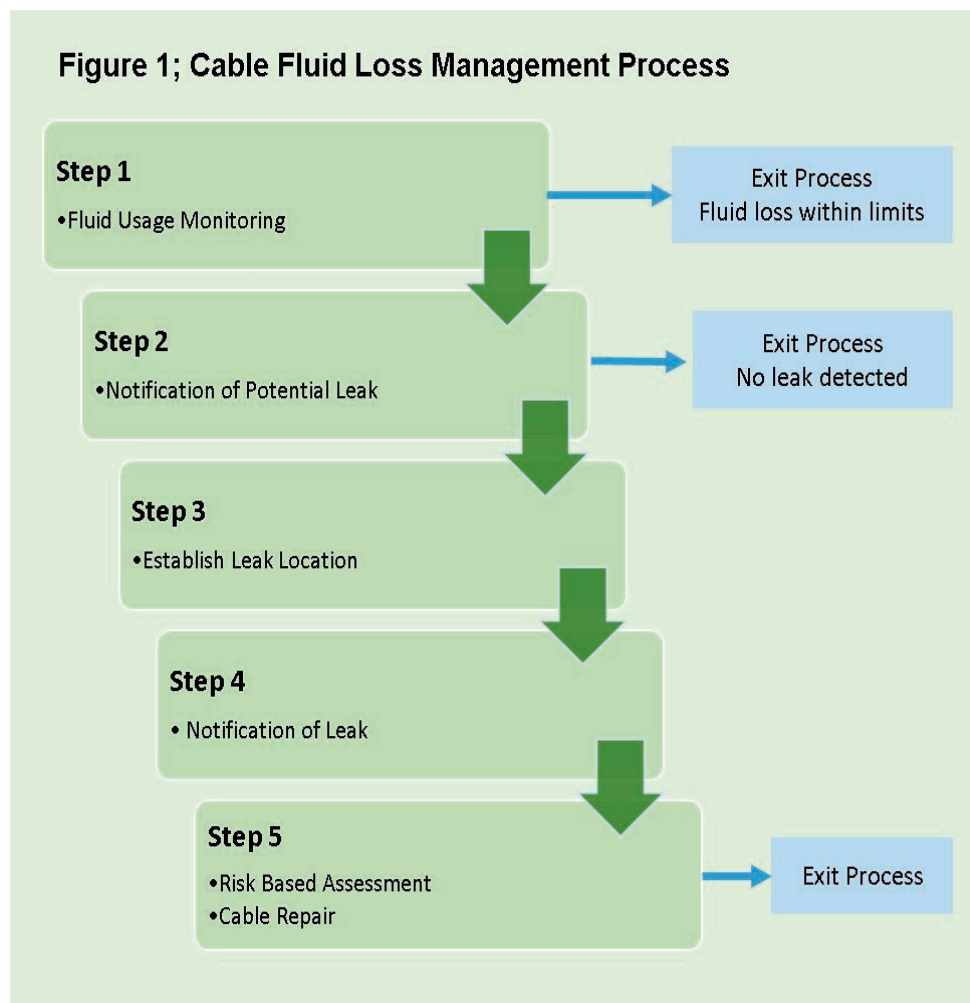 Figure 1; Cable Fluid Loss Management Process
Step 1
•Fluid Usage Monitoring
Exit Process
Fluid loss within limits
Step 2
•Notification of Potential Leak
Exit Process
No leak detected
Step 3
•Establish Leak Location
Step 4
• Notification of Leak
Step 5
•Risk Based Assessment
•Cable Repair
Exit Process